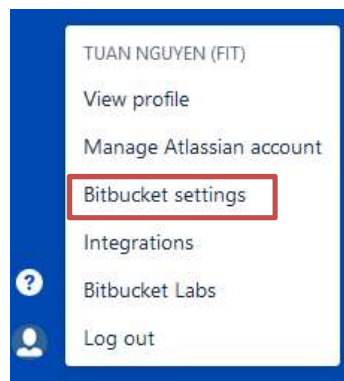 TUAN NGUYEN (FIT)
View profile
Manage Atlassian account
Bitbucket settings
Integrations
?
Bitbucket Labs
Log out